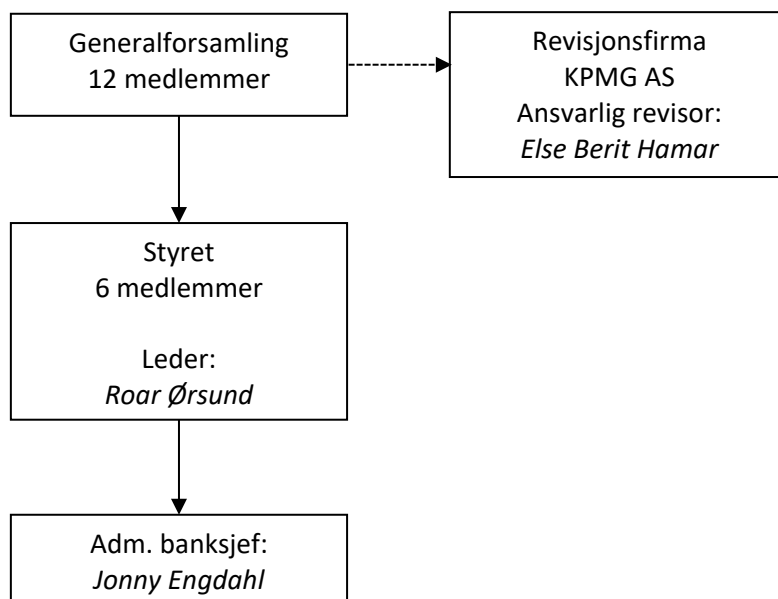 Generalforsamling
12 medlemmer
Revisjonsfirma
KPMG AS
Ansvarlig revisor:
Else Berit Hamar
Styret
6 medlemmer
Leder:
Roar Ørsund
Adm. banksjef:
Jonny Engdahl